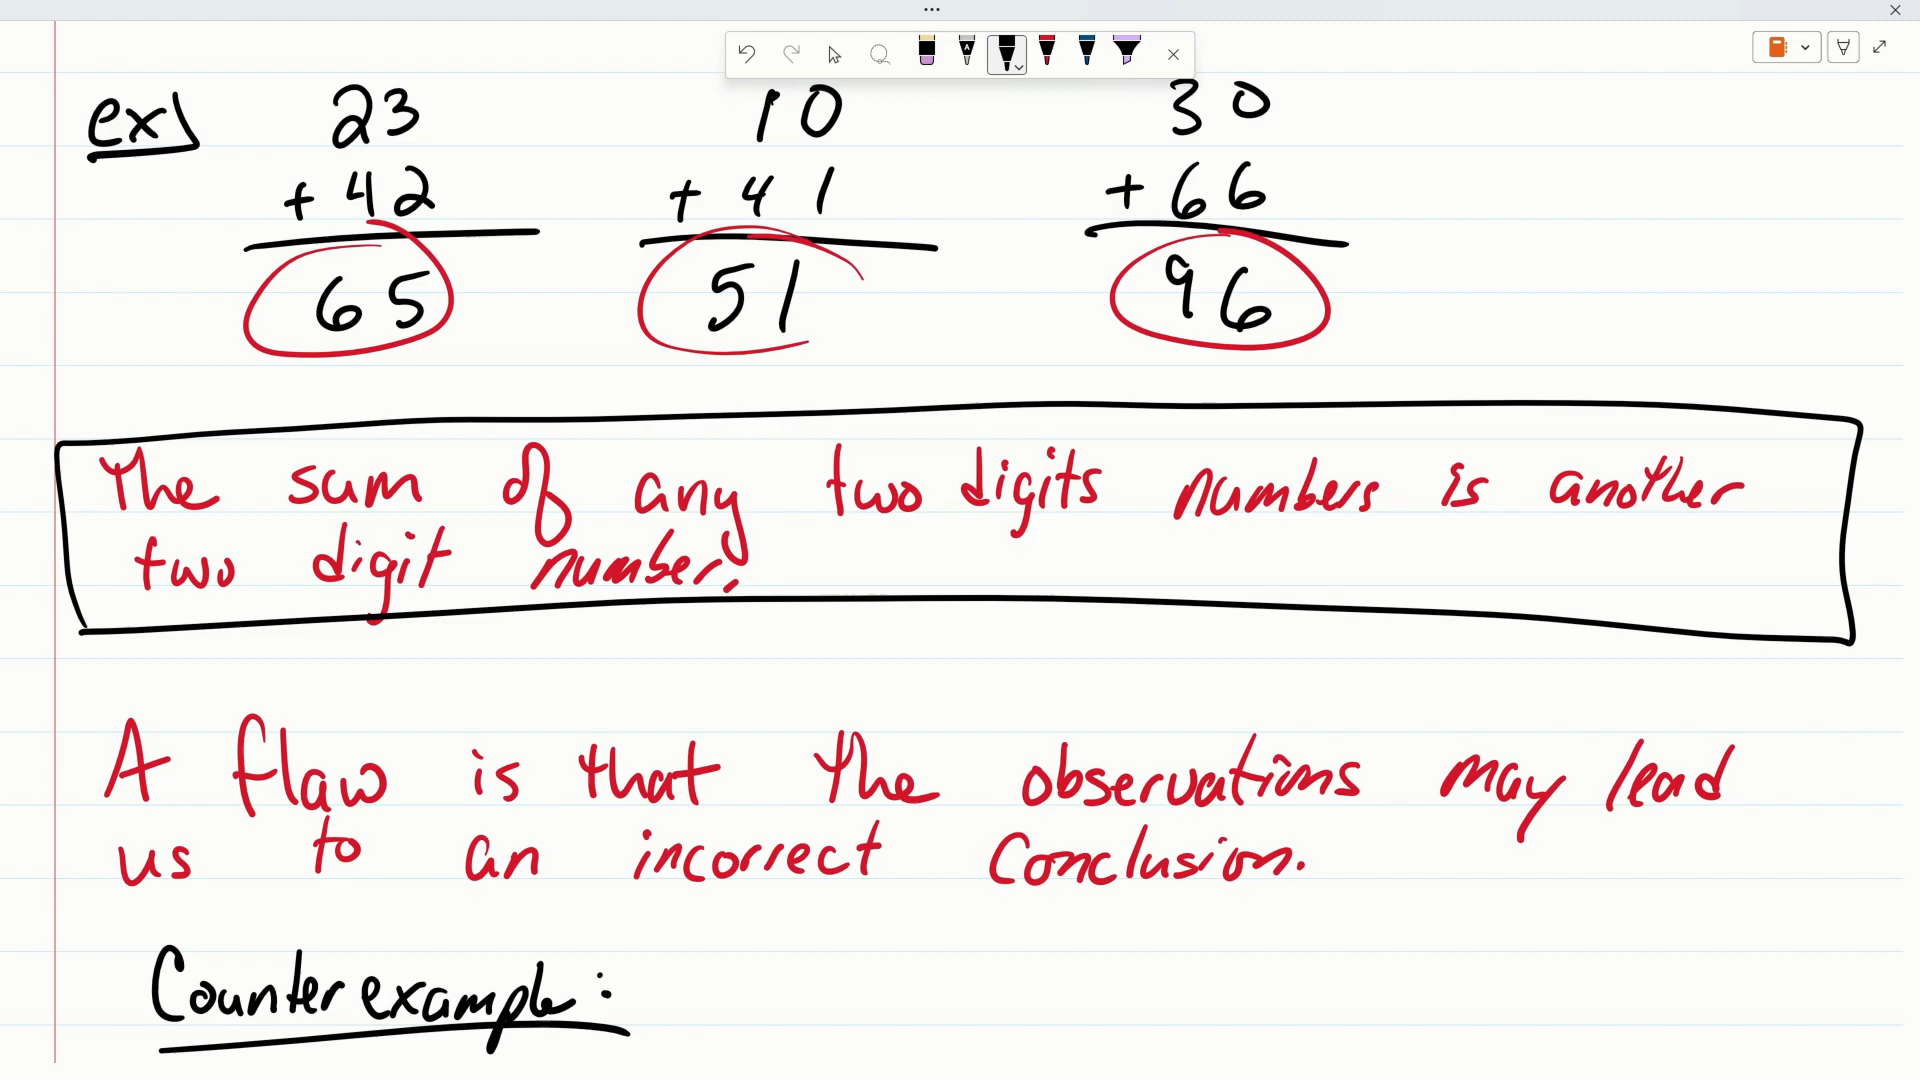 ex) 23 10 30
+ 42 + 41 + 66
65 51 96
The sum of any two digits numbers is another
two digit number.
A flaw is that the observations may lead
us to an incorrect conclusion.
Counter example: